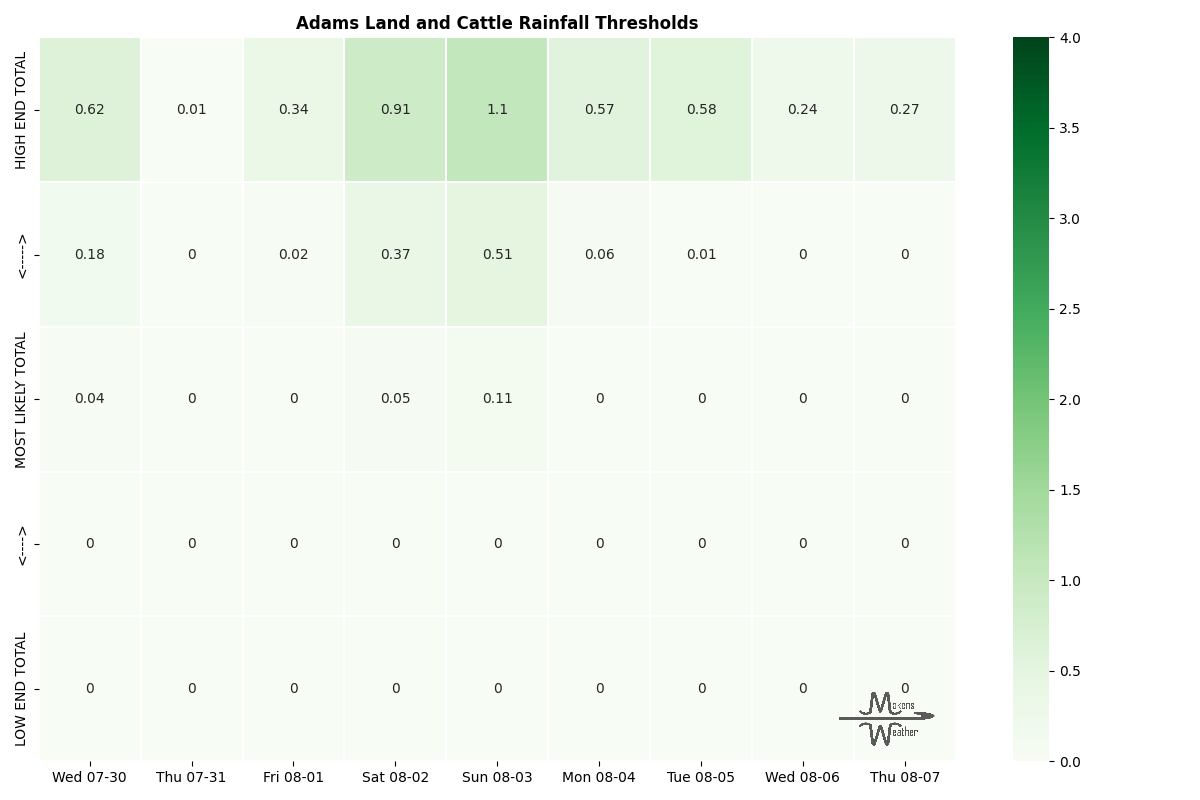 Adams Land and Cattle Rainfall Thresholds
HIGH END TOTAL
0.62 0.01 0.34 0.91 1.1 0.57 0.58 0.24 0.27
<----->
0.18 0 0.02 0.37 0.51 0.06 0.01 0 0
MOST LIKELY TOTAL
0.04 0 0 0.05 0.11 0 0 0 0
<---->
0 0 0 0 0 0 0 0 0
LOW END TOTAL
0 0 0 0 0 0 0 0 0
Makens
Weather
Wed 07-30 Thu 07-31 Fri 08-01 Sat 08-02 Sun 08-03 Mon 08-04 Tue 08-05 Wed 08-06 Thu 08-07
4.0
3.5
3.0
2.5
2.0
1.5
1.0
0.5
0.0